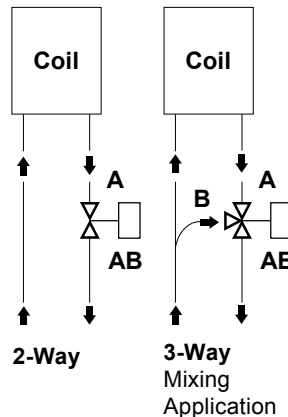 Coil
Coil
A
A
B
AB
AB
2-Way
3-Way
Mixing
Application